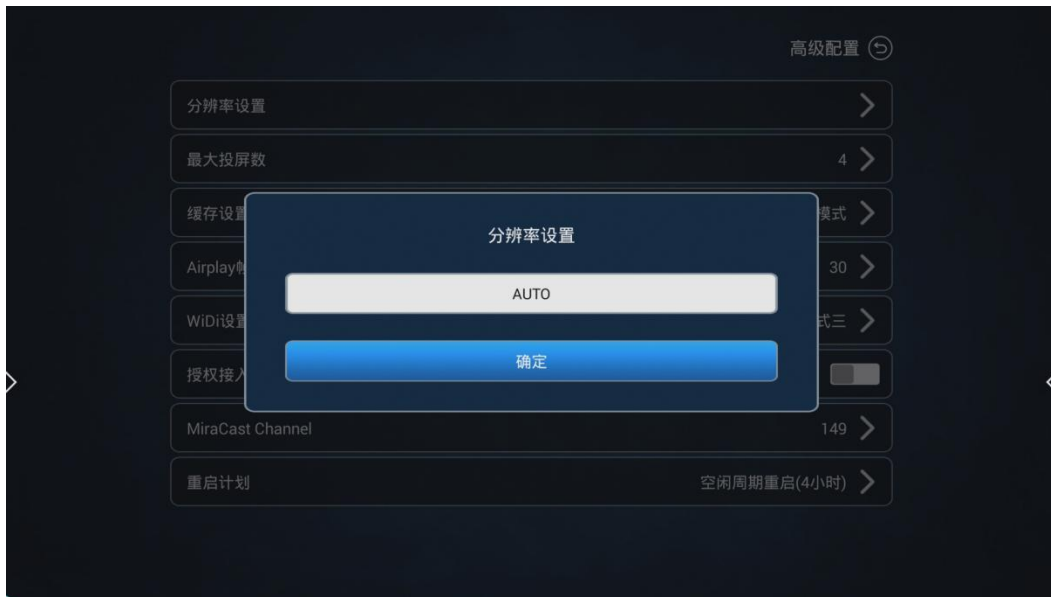 高级配置
分辨率设置
最大投屏数 4
缓存设置 模式
分辨率设置
Airplay 30
AUTO
WiDi设置 式三
确定
授权接入
MiraCast Channel 149
重启计划 空闲周期重启(4小时)